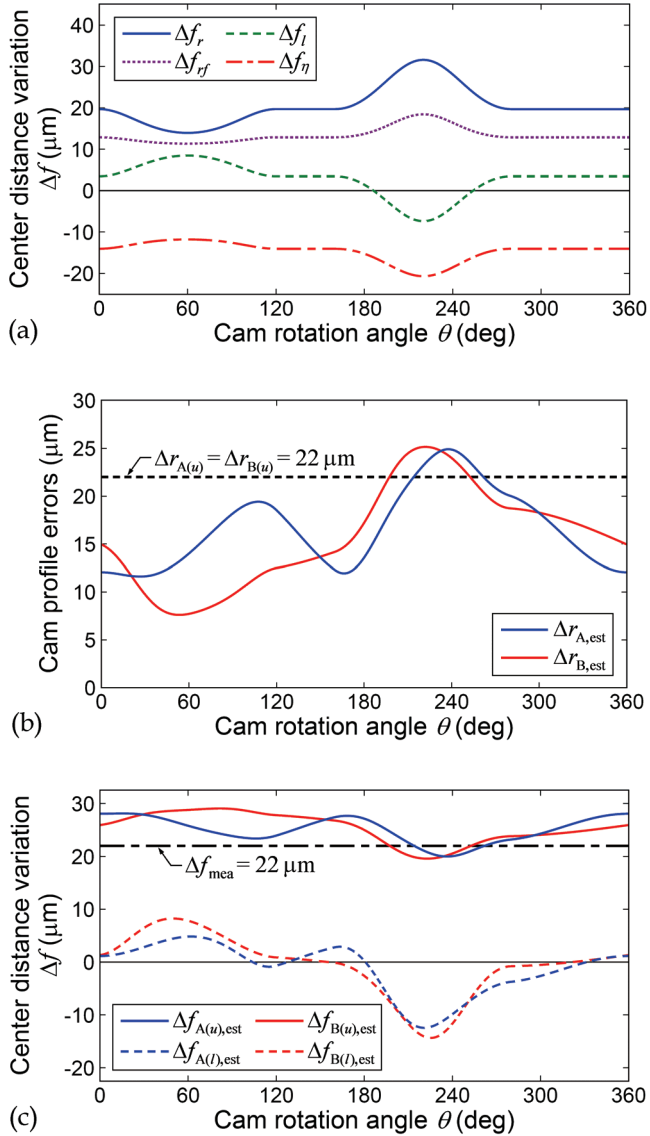 40
30
20
10
0
-10
-20
Center distance variation
Δf (μm)
Δf_r Δf_l
Δf_rf Δf_η
0 60 120 180 240 300 360
Cam rotation angle θ (deg)
(a)
30
25
20
15
10
5
0
Cam profile errors (μm)
Δr_A(u) = Δr_B(u) = 22 μm
Δr_A,est
Δr_B,est
0 60 120 180 240 300 360
Cam rotation angle θ (deg)
(b)
30
20
10
0
-10
-20
Center distance variation
Δf (μm)
Δf_mea = 22 μm
Δf_A(u),est Δf_B(u),est
Δf_A(l),est Δf_B(l),est
0 60 120 180 240 300 360
Cam rotation angle θ (deg)
(c)